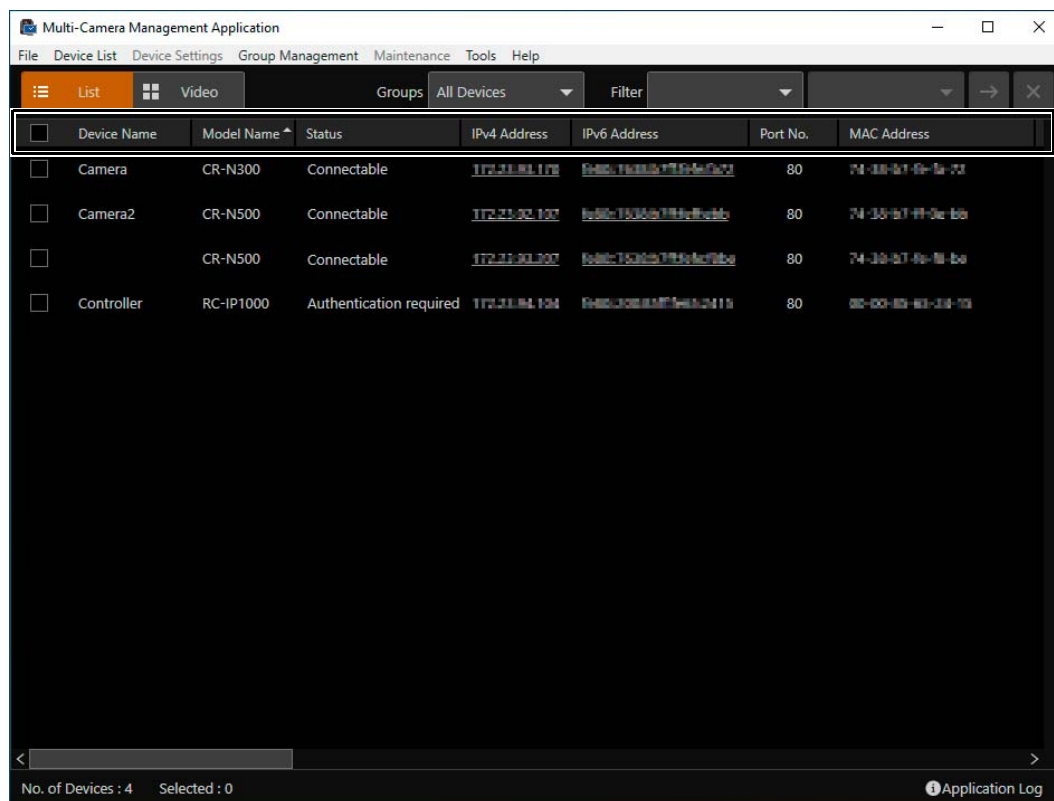 Multi-Camera Management Application
File Device List Device Settings Group Management Maintenance Tools Help
List Video Groups All Devices Filter
Device Name Model Name Status IPv4 Address IPv6 Address Port No. MAC Address
Camera CR-N300 Connectable 80
Camera2 CR-N500 Connectable 80
CR-N500 Connectable 80
Controller RC-IP1000 Authentication required 80
No. of Devices : 4 Selected : 0 Application Log